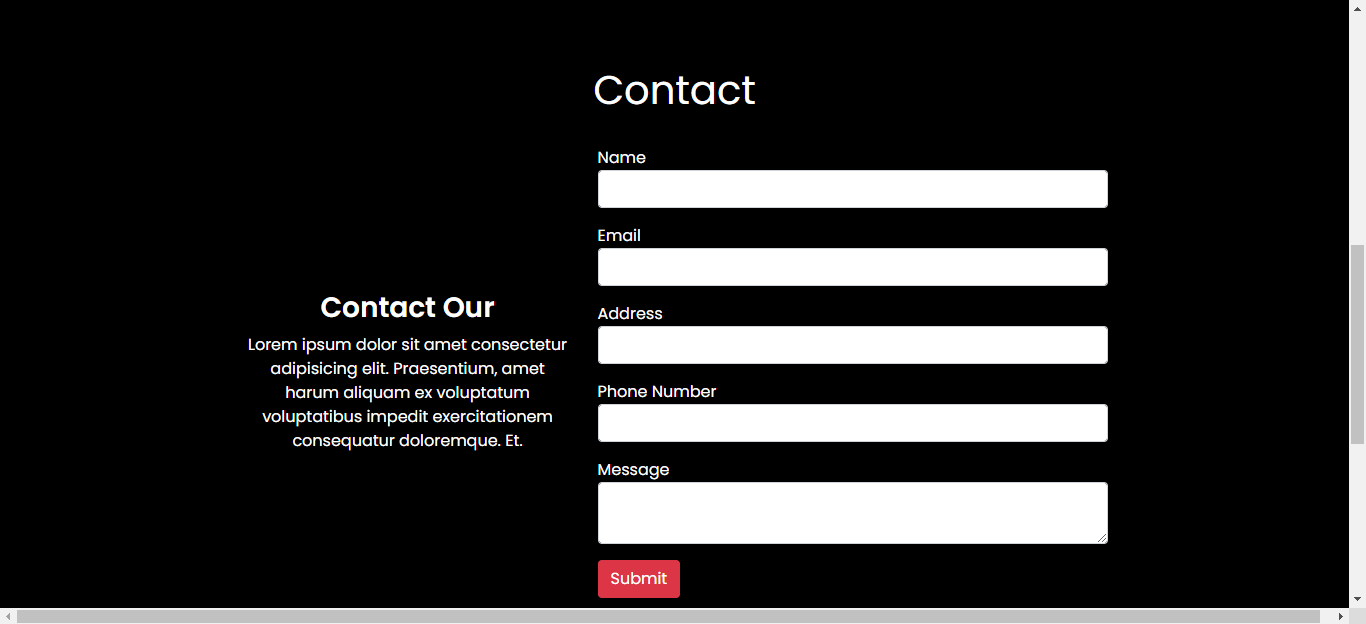 Contact
Contact Our
Lorem ipsum dolor sit amet consectetur
adipisicing elit. Praesentium, amet
harum aliquam ex voluptatum
voluptatibus impedit exercitationem
consequatur doloremque. Et.
Name
Email
Address
Phone Number
Message
Submit